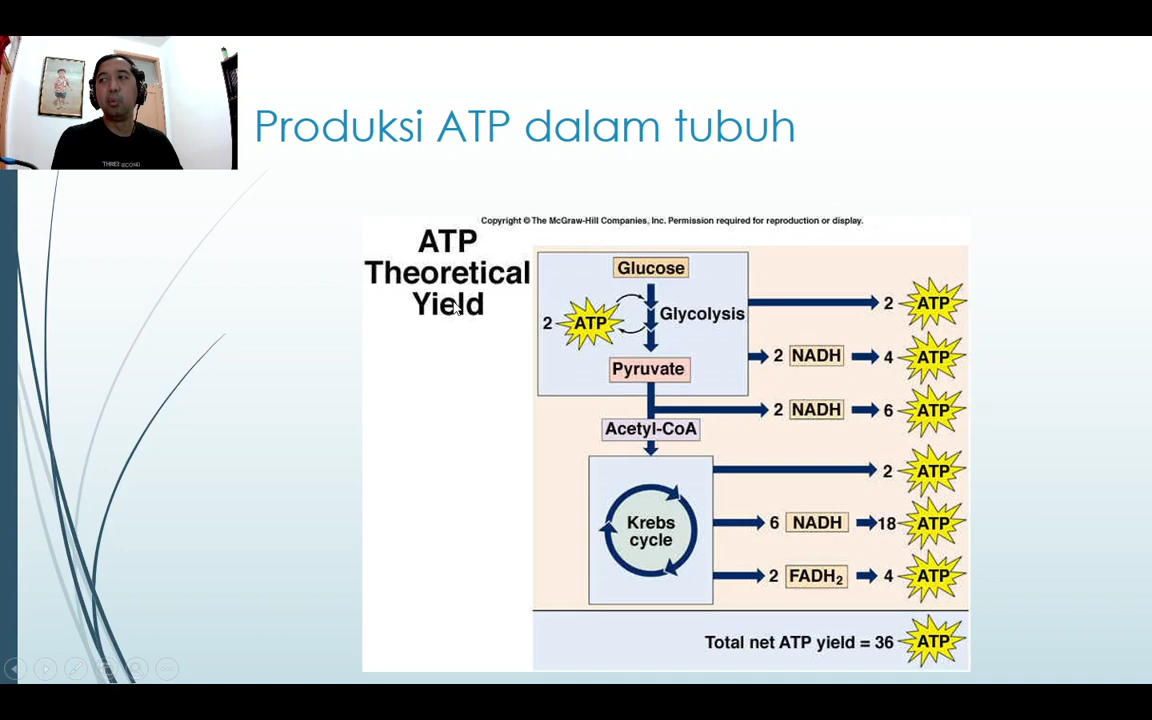 THREE SECOND
Produksi ATP dalam tubuh
Copyright © The McGraw-Hill Companies, Inc. Permission required for reproduction or display.
ATP
Theoretical
Yield
Glucose
2 ATP
Glycolysis
2 ATP
Pyruvate
2 NADH 4 ATP
2 NADH 6 ATP
Acetyl-CoA
2 ATP
Krebs
cycle
6 NADH 18 ATP
2 FADH₂ 4 ATP
Total net ATP yield = 36 ATP